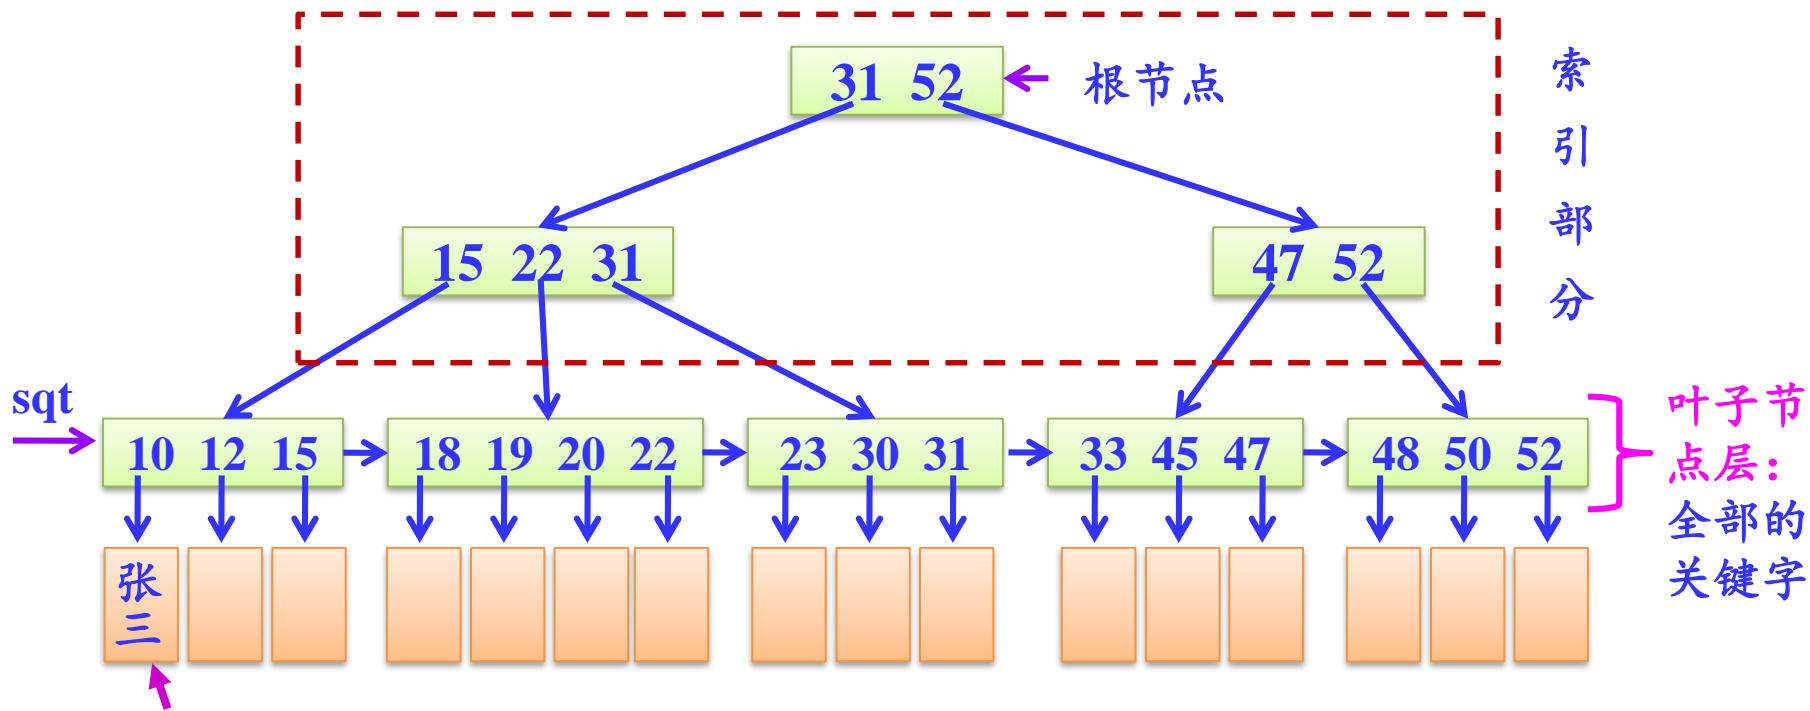 31 52
根节点
索
引
部
分
15 22 31
47 52
sqt
10 12 15
18 19 20 22
23 30 31
33 45 47
48 50 52
叶子节
点层：
全部的
关键字
张
三